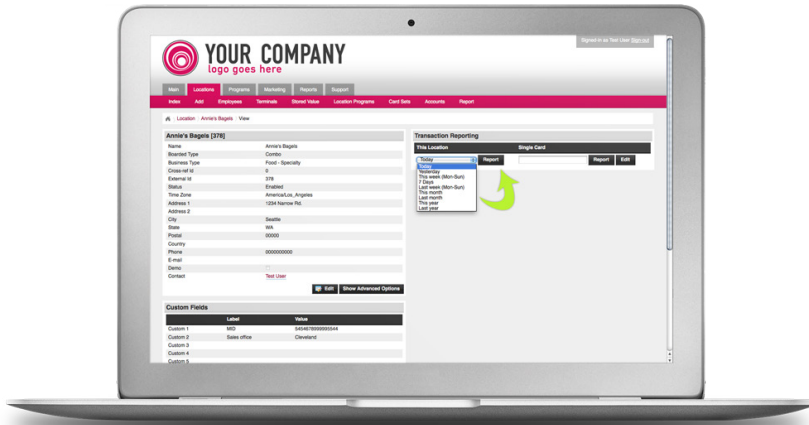 Signed in as Test User (Sign out)
YOUR COMPANY
logo goes here
Main Locations Programs Marketing Reports Support
Index Add Employees Terminals Stored Value Location Programs Card Sets Accounts Report
Location Annie's Bagels View
Annie's Bagels [378]
Name Annie's Bagels
Boarded Type Combo
Business Type Food - Specialty
Cross-ref Id 0
External Id 378
Status Enabled
Time Zone America/Los_Angeles
Address 1 1234 Narrow Rd.
Address 2
City Seattle
State WA
Postal 00000
Country
Phone 0000000000
E-mail
Demo
Contact Test User
Edit Show Advanced Options
Transaction Reporting
This Location Single Card
Today Report Report Edit
Today
Yesterday
This week (Mon-Sun)
7 Days
Last week (Mon-Sun)
This month
Last month
This year
Last year
Custom Fields
Label Value
Custom 1 MID
Custom 2 Sales office Cleveland
Custom 3
Custom 4
Custom 5